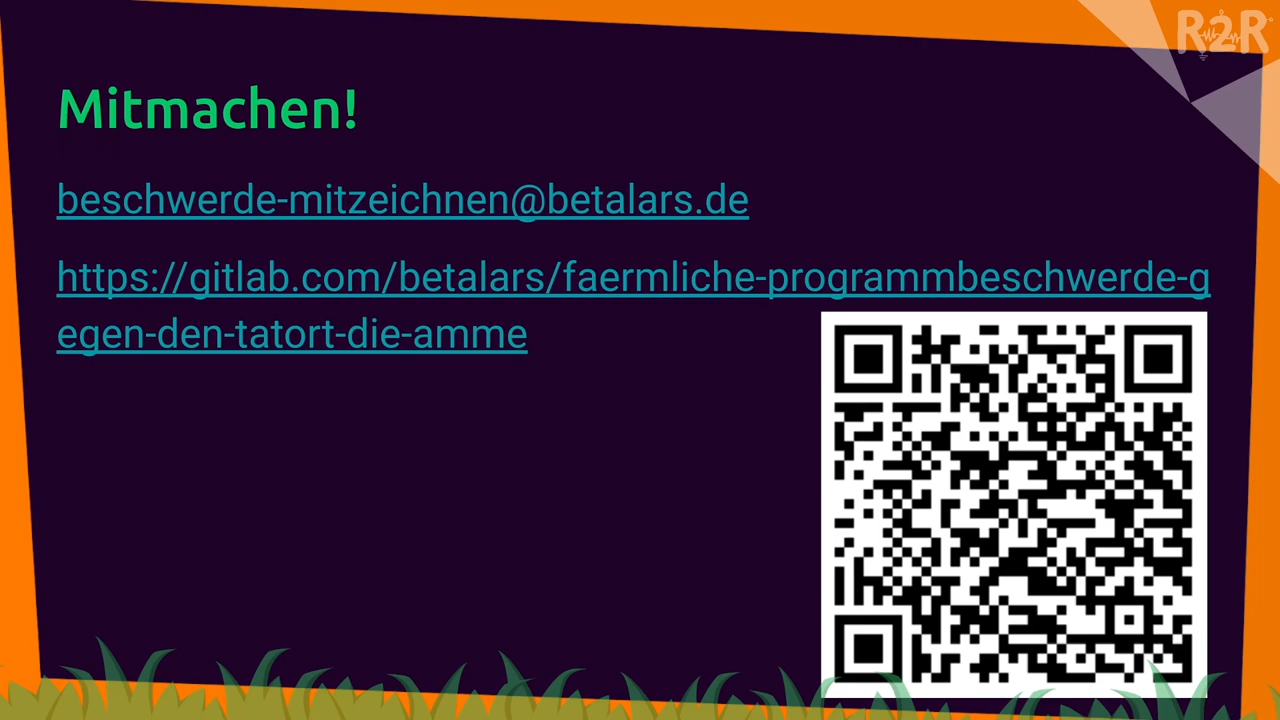 R2R
Mitmachen!
beschwerde-mitzeichnen@betalars.de
https://gitlab.com/betalars/faermliche-programmbeschwerde-g
egen-den-tatort-die-amme